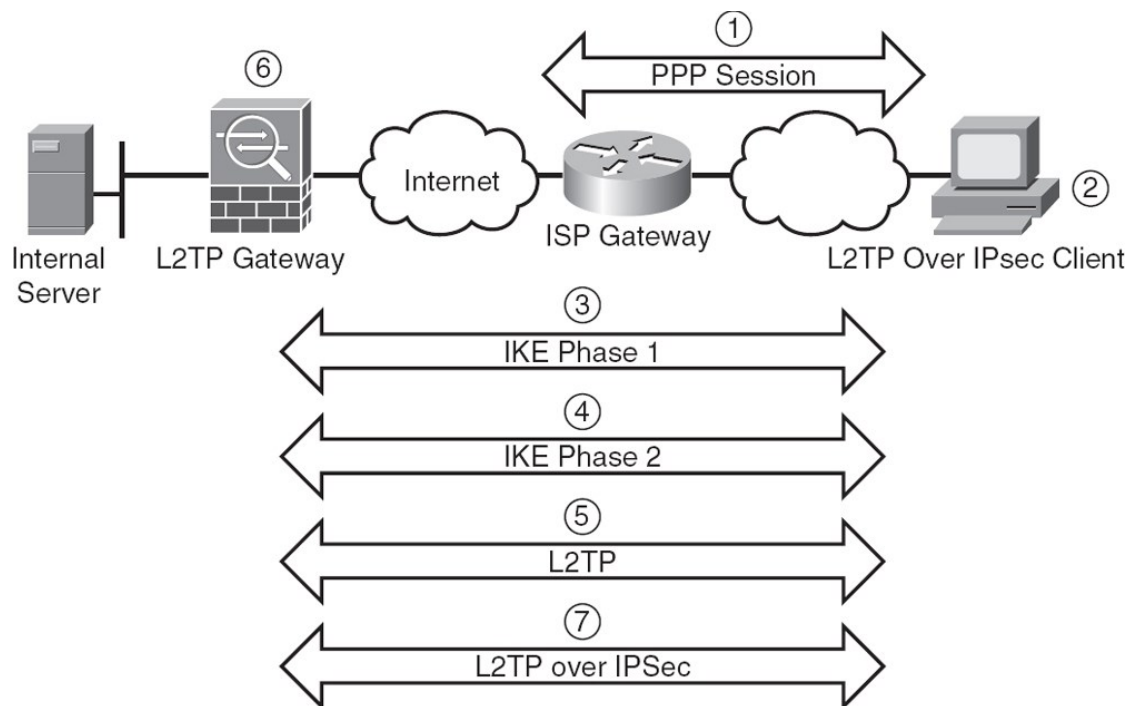 ①
PPP Session
⑥
Internet
②
ISP Gateway
Internal
Server
L2TP Gateway
L2TP Over IPsec Client
③
IKE Phase 1
④
IKE Phase 2
⑤
L2TP
⑦
L2TP over IPSec